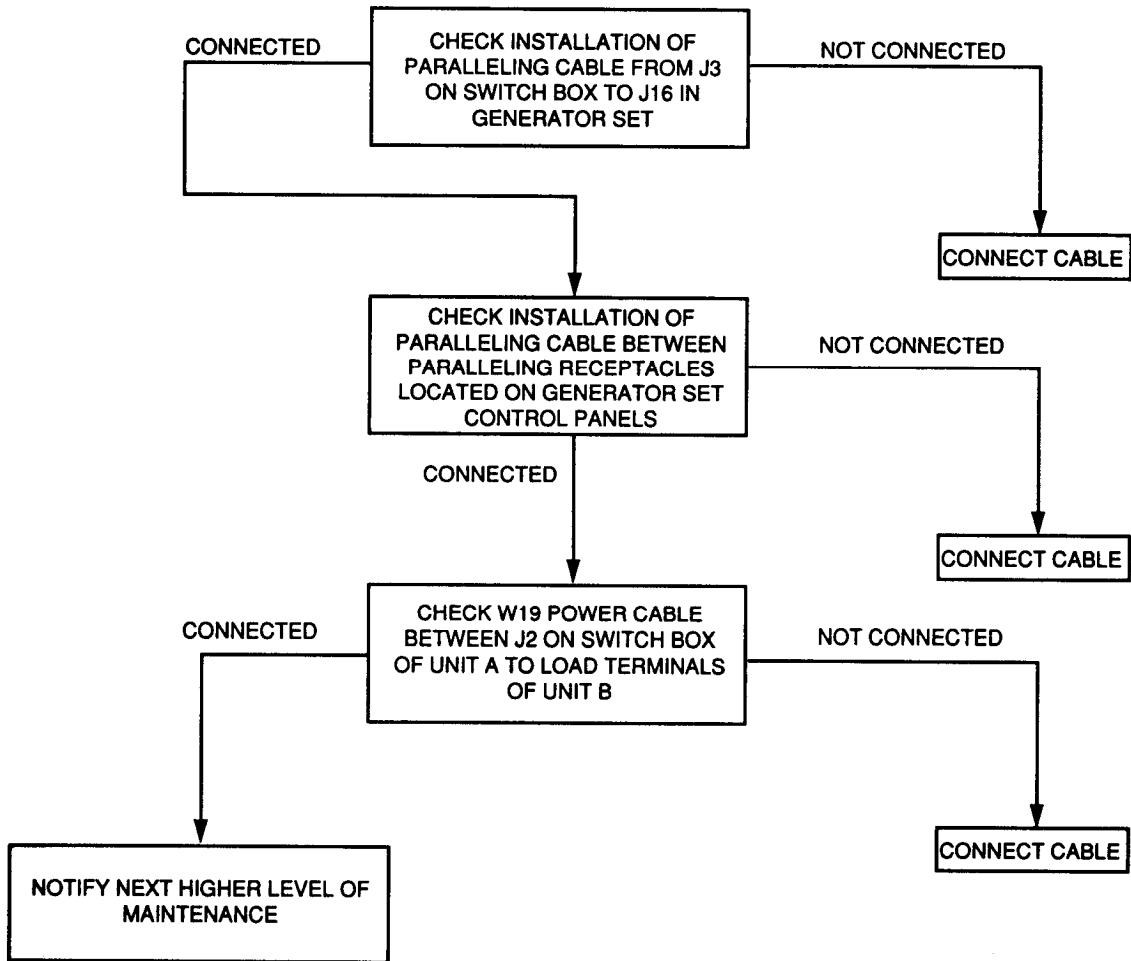 CONNECTED
CHECK INSTALLATION OF
PARALLELING CABLE FROM J3
ON SWITCH BOX TO J16 IN
GENERATOR SET
NOT CONNECTED
CONNECT CABLE
CHECK INSTALLATION OF
PARALLELING CABLE BETWEEN
PARALLELING RECEPTACLES
LOCATED ON GENERATOR SET
CONTROL PANELS
NOT CONNECTED
CONNECTED
CONNECT CABLE
CONNECTED
CHECK W19 POWER CABLE
BETWEEN J2 ON SWITCH BOX
OF UNIT A TO LOAD TERMINALS
OF UNIT B
NOT CONNECTED
CONNECT CABLE
NOTIFY NEXT HIGHER LEVEL OF
MAINTENANCE